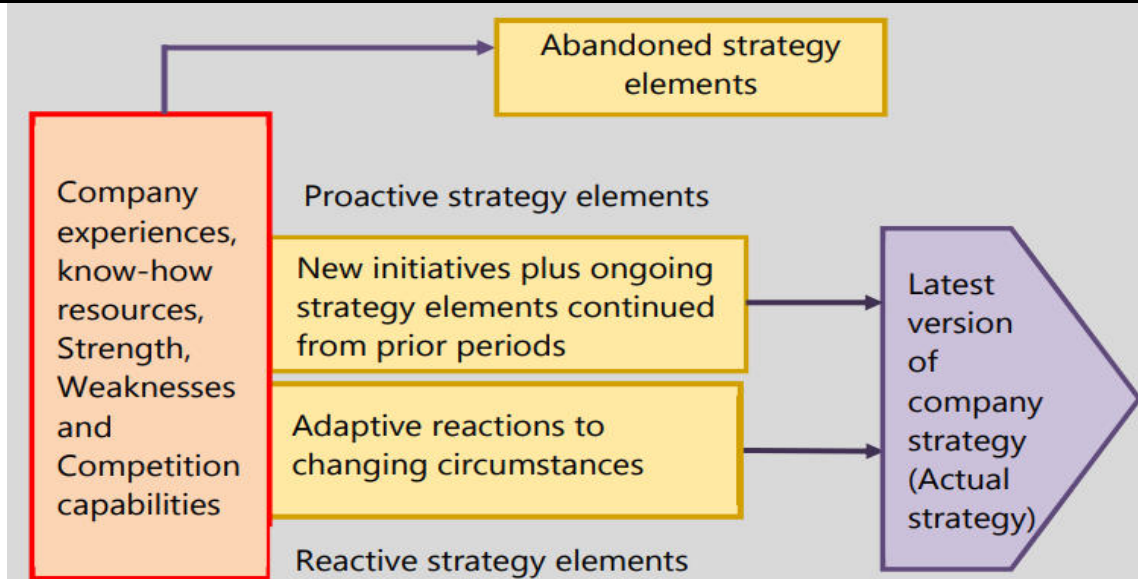 Abandoned strategy
elements
Company
experiences,
know-how
resources,
Strength,
Weaknesses
and
Competition
capabilities
Proactive strategy elements
New initiatives plus ongoing
strategy elements continued
from prior periods
Adaptive reactions to
changing circumstances
Reactive strategy elements
Latest
version
of
company
strategy
(Actual
strategy)